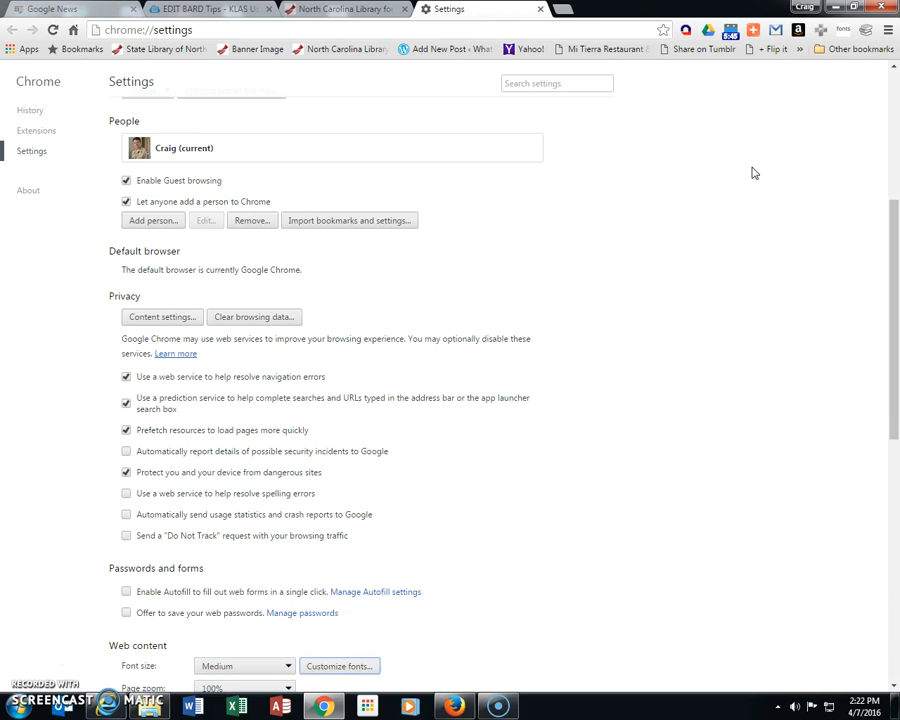 Google News
EDIT BARD Tips - KLAS U
North Carolina Library for
Settings
Craig
chrome://settings
5:45
fonts
Apps
Bookmarks
State Library of North
Banner Image
North Carolina Library
Add New Post ‹ What
Yahoo!
Mi Tierra Restaurant
Share on Tumblr
+ Flip it
»
Other bookmarks
Chrome
Settings
Search settings
History
Extensions
Settings
About
People
Craig (current)
Enable Guest browsing
Let anyone add a person to Chrome
Add person...
Edit...
Remove...
Import bookmarks and settings...
Default browser
The default browser is currently Google Chrome.
Privacy
Content settings...
Clear browsing data...
Google Chrome may use web services to improve your browsing experience. You may optionally disable these
services. Learn more
Use a web service to help resolve navigation errors
Use a prediction service to help complete searches and URLs typed in the address bar or the app launcher
search box
Prefetch resources to load pages more quickly
Automatically report details of possible security incidents to Google
Protect you and your device from dangerous sites
Use a web service to help resolve spelling errors
Automatically send usage statistics and crash reports to Google
Send a "Do Not Track" request with your browsing traffic
Passwords and forms
Enable Autofill to fill out web forms in a single click. Manage Autofill settings
Offer to save your web passwords. Manage passwords
Web content
Font size:
Medium
Customize fonts...
Page zoom:
100%
RECORDED WITH
SCREENCAST MATIC
2:22 PM
4/7/2016